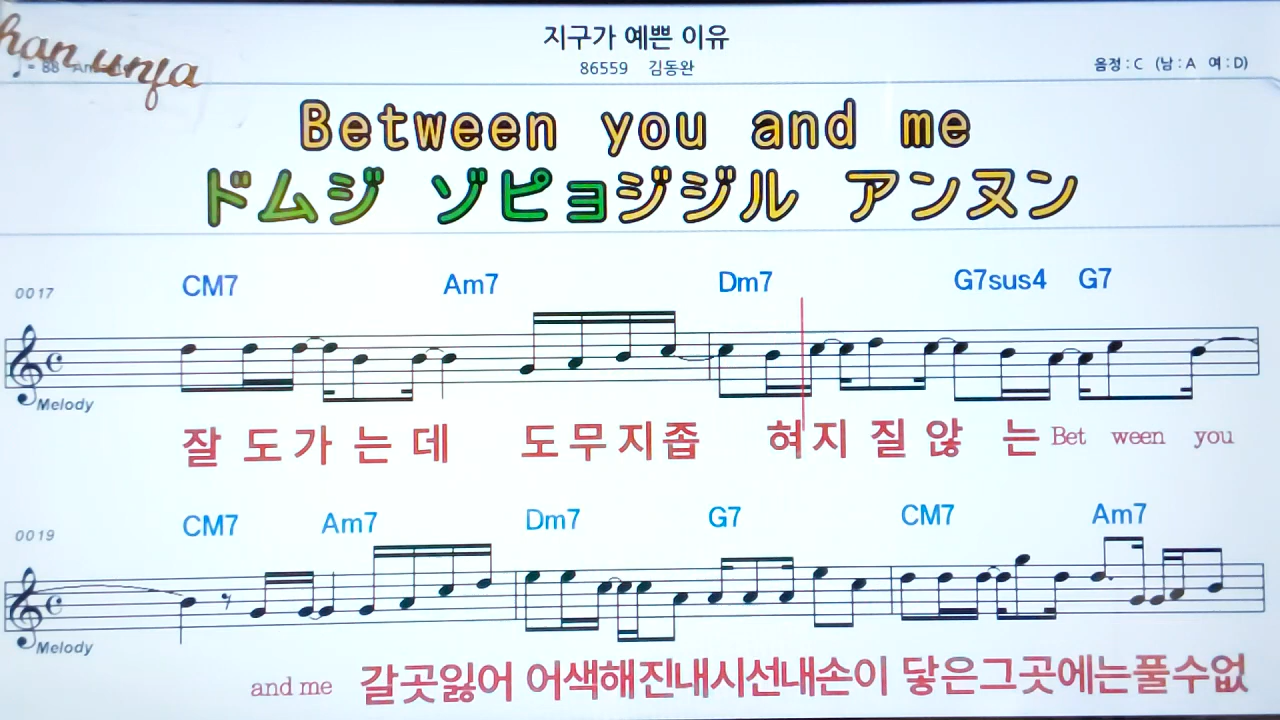 지구가 예쁜 이유
han unja
♩= 88
86559 김동완
음정 : C (남 : A 여 : D)
Between you and me
ドムジ ゾピョジジル アンヌン
0017 CM7 Am7 Dm7 G7sus4 G7
Melody
잘 도가 는 데 도무지좁 혀지 질 않 는 Bet ween you
0019 CM7 Am7 Dm7 G7 CM7 Am7
Melody
and me 갈곳잃어 어색해진내시선내손이 닿은그곳에는풀수없